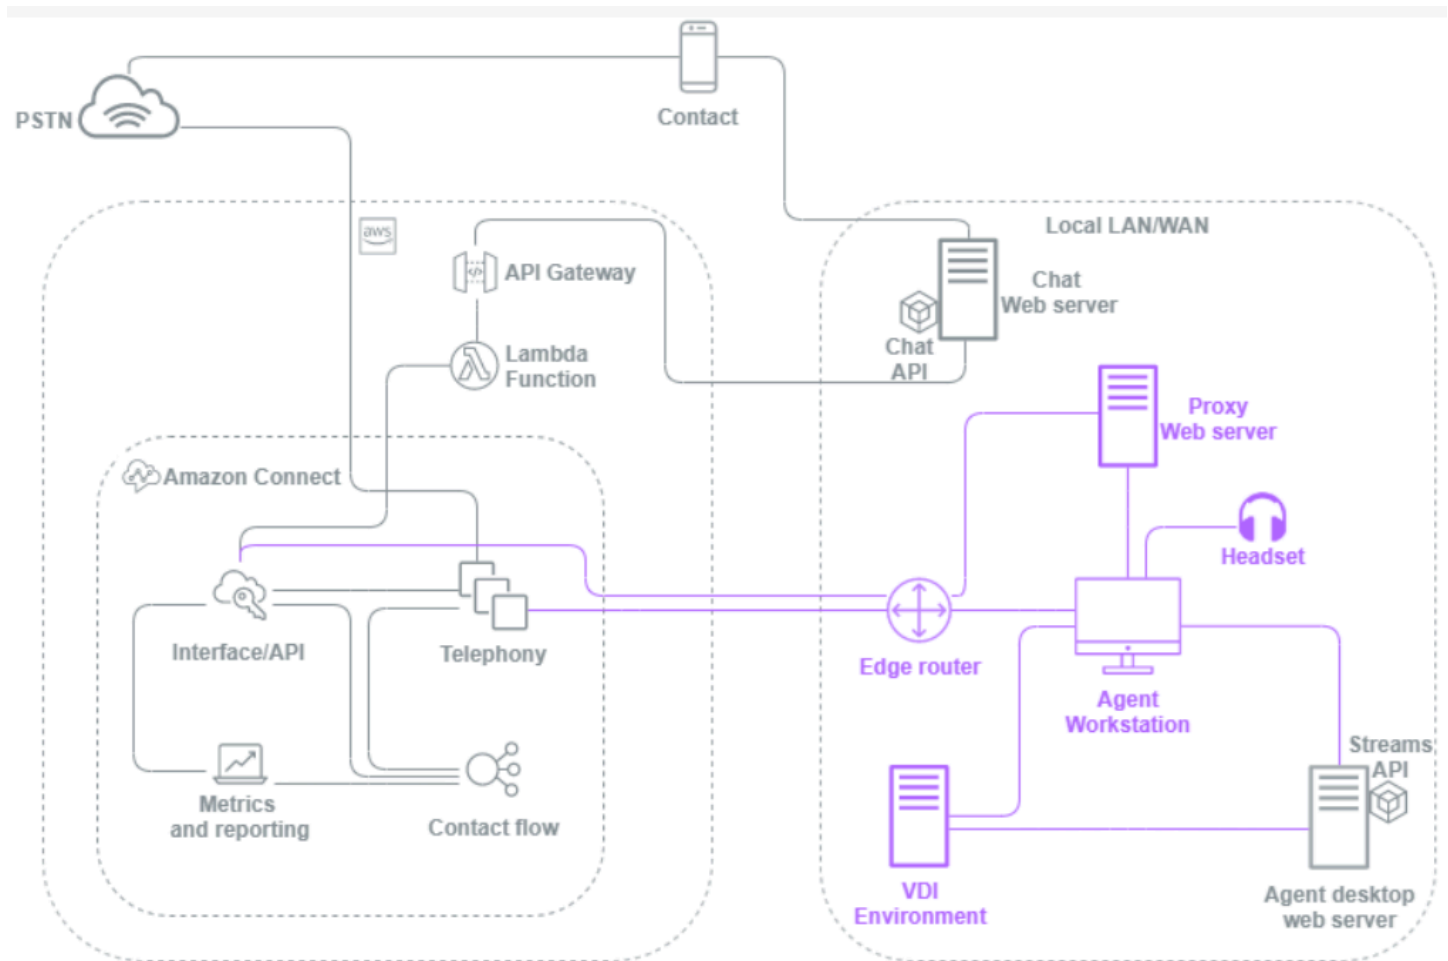 Contact
PSTN
aws
Local LAN/WAN
API Gateway
Chat
Web server
Chat
API
Lambda
Function
Proxy
Web server
Amazon Connect
Headset
Interface/API
Telephony
Edge router
Agent
Workstation
Streams
API
Metrics
and reporting
Contact flow
VDI
Environment
Agent desktop
web server